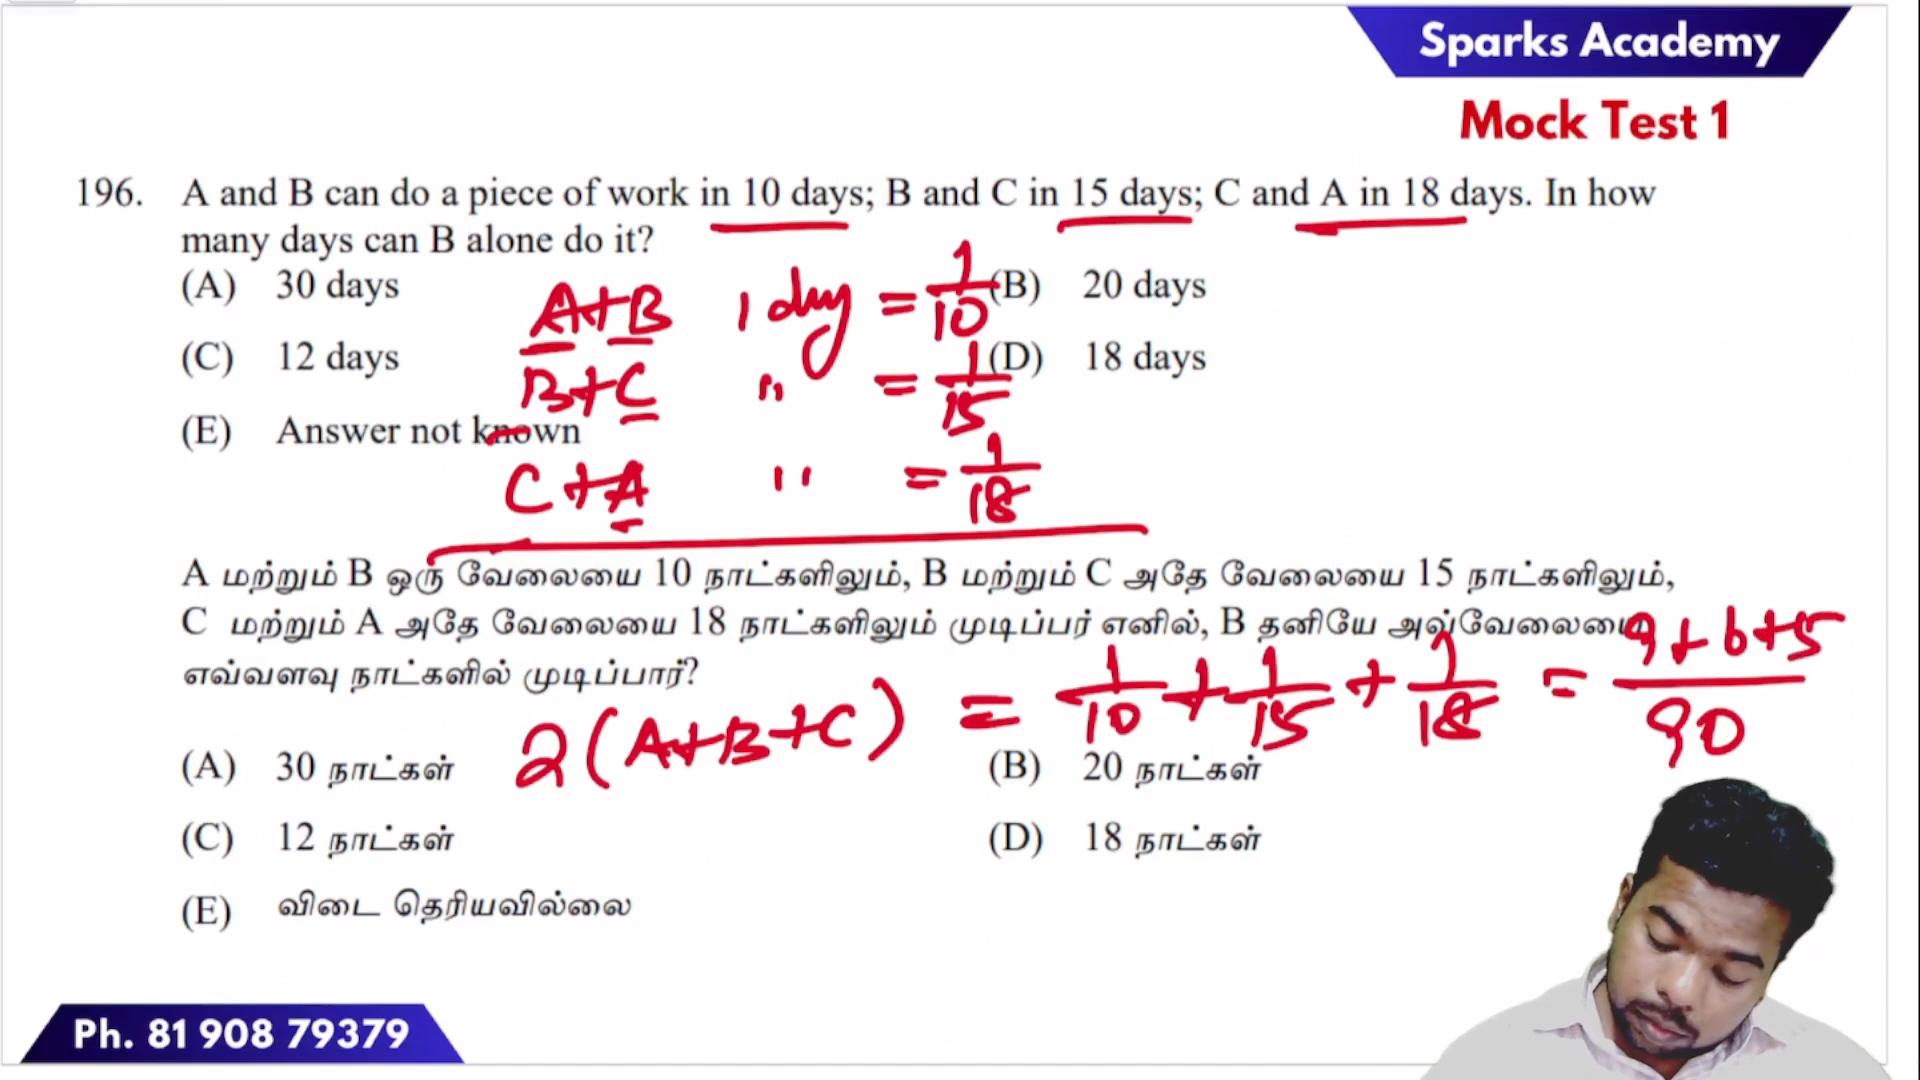 Sparks Academy
Mock Test 1
196. A and B can do a piece of work in 10 days; B and C in 15 days; C and A in 18 days. In how
many days can B alone do it?
(A) 30 days (B) 20 days
(C) 12 days (D) 18 days
(E) Answer not known
A+B 1 day = 1/10
B+C " = 1/15
C+A " = 1/18
A மற்றும் B ஒரு வேலையை 10 நாட்களிலும், B மற்றும் C அதே வேலையை 15 நாட்களிலும்,
C மற்றும் A அதே வேலையை 18 நாட்களிலும் முடிப்பர் எனில், B தனியே அவ்வேலையை
எவ்வளவு நாட்களில் முடிப்பார்?
2(A+B+C) = 1/10 + 1/15 + 1/18 = 9+6+5/90
(A) 30 நாட்கள் (B) 20 நாட்கள்
(C) 12 நாட்கள் (D) 18 நாட்கள்
(E) விடை தெரியவில்லை
Ph. 81 908 79379